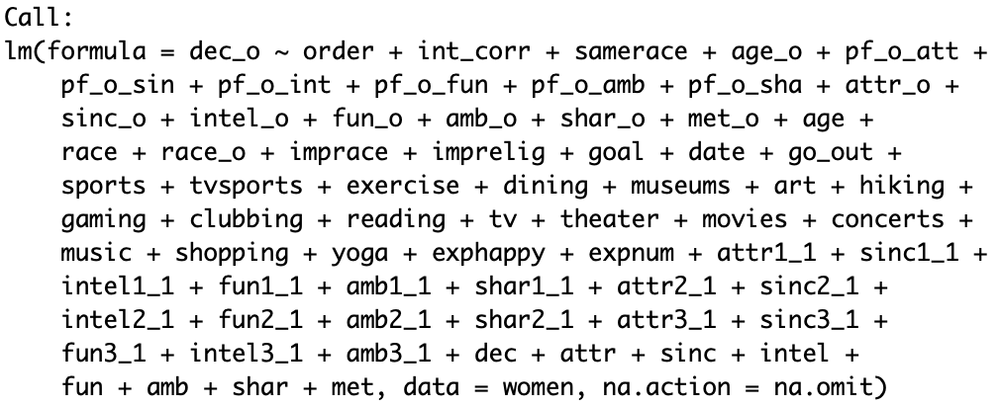 Call:
lm(formula = dec_o ~ order + int_corr + samerace + age_o + pf_o_att +
    pf_o_sin + pf_o_int + pf_o_fun + pf_o_amb + pf_o_sha + attr_o +
    sinc_o + intel_o + fun_o + amb_o + shar_o + met_o + age +
    race + race_o + imprace + imprelig + goal + date + go_out +
    sports + tvsports + exercise + dining + museums + art + hiking +
    gaming + clubbing + reading + tv + theater + movies + concerts +
    music + shopping + yoga + exphappy + expnum + attr1_1 + sinc1_1 +
    intel1_1 + fun1_1 + amb1_1 + shar1_1 + attr2_1 + sinc2_1 +
    intel2_1 + fun2_1 + amb2_1 + shar2_1 + attr3_1 + sinc3_1 +
    fun3_1 + intel3_1 + amb3_1 + dec + attr + sinc + intel +
    fun + amb + shar + met, data = women, na.action = na.omit)